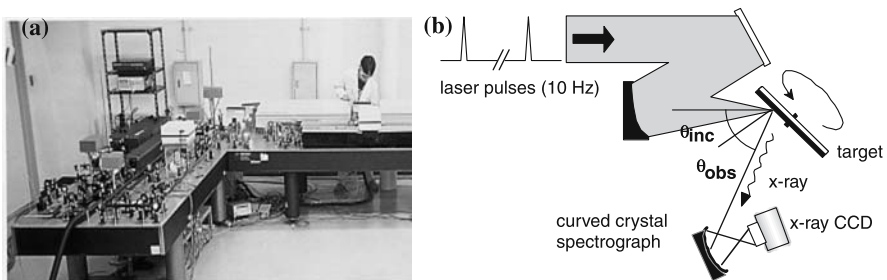 (a)
(b)
laser pulses (10 Hz)
θinc
target
θobs
x-ray
curved crystal
spectrograph
x-ray CCD